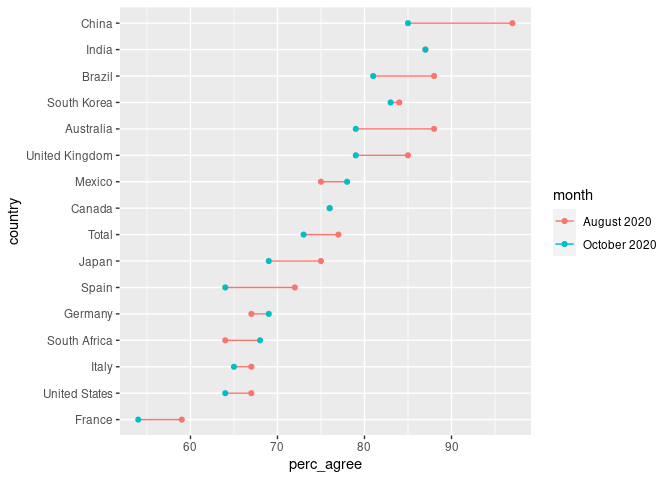 China
India
Brazil
South Korea
Australia
United Kingdom
Mexico
Canada
Total
Japan
Spain
Germany
South Africa
Italy
United States
France
country
60 70 80 90
perc_agree
month
August 2020
October 2020